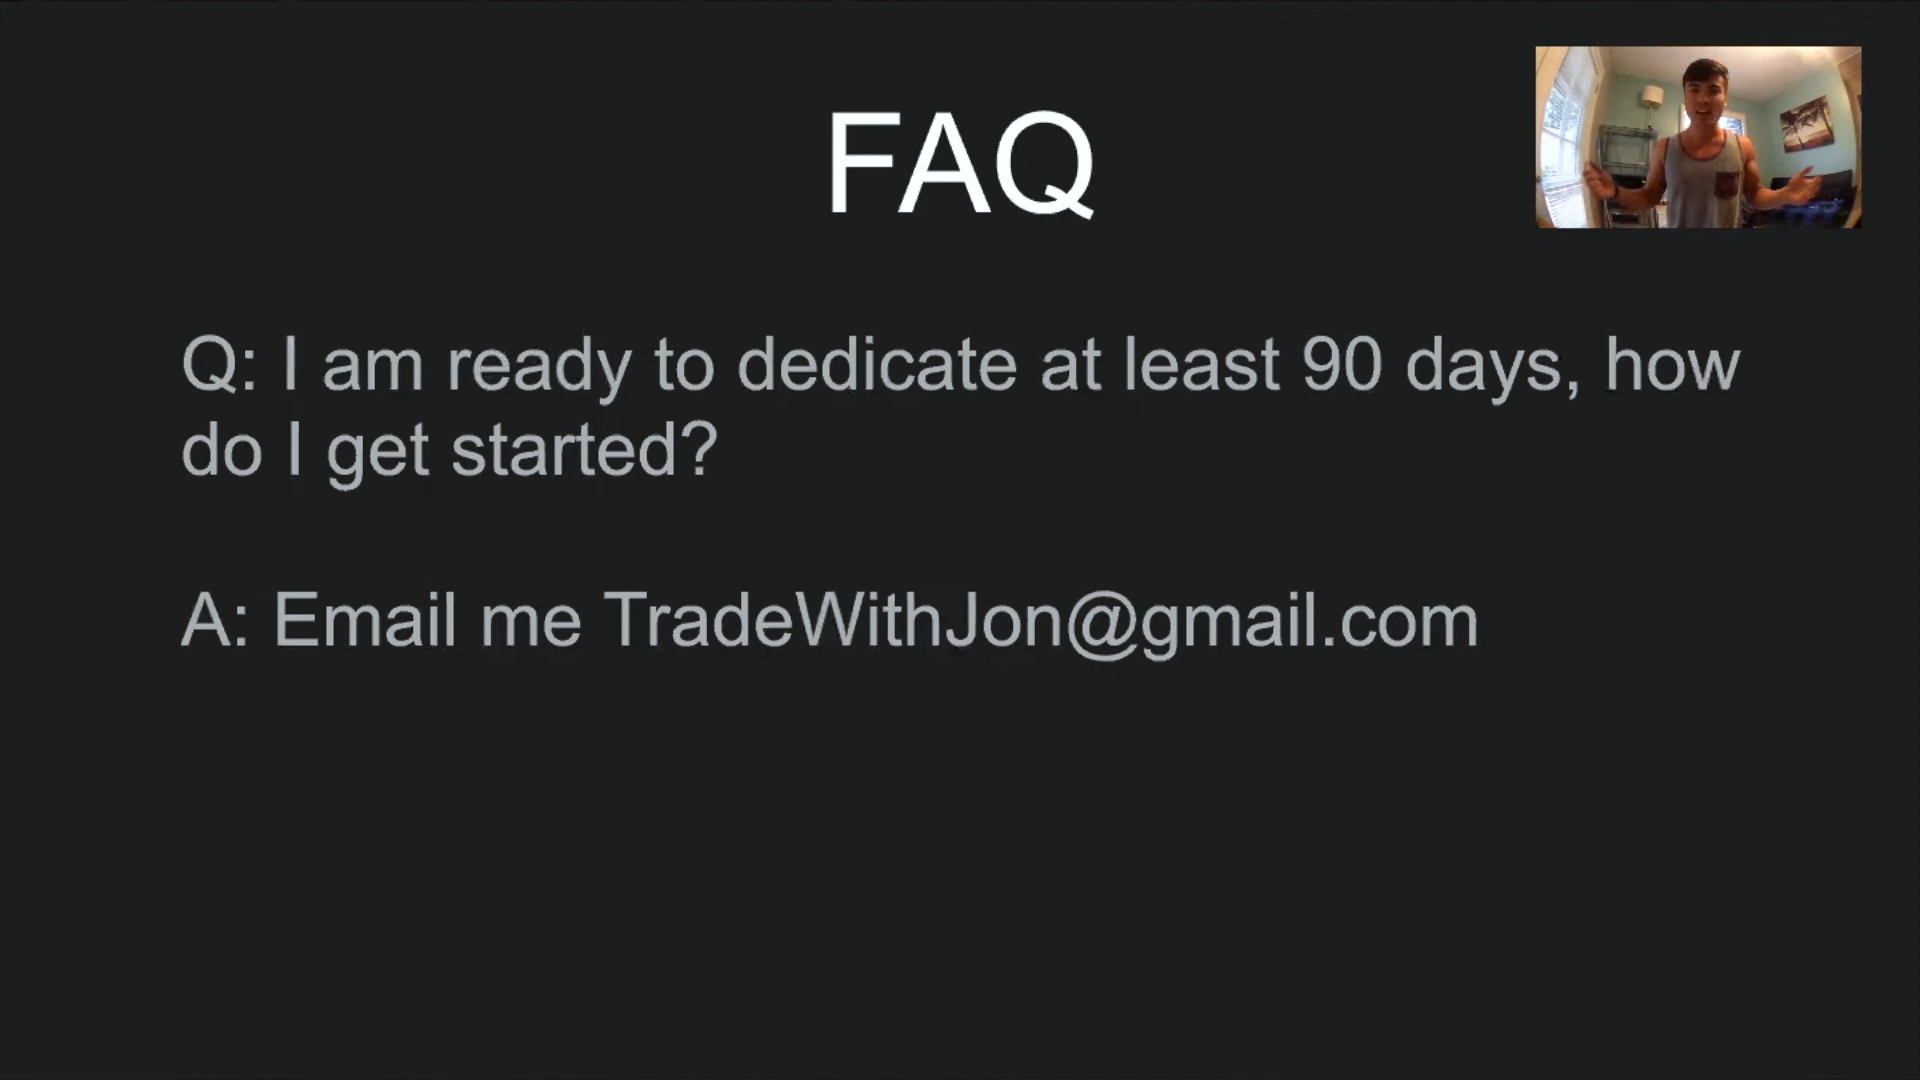 FAQ
Q: I am ready to dedicate at least 90 days, how
do I get started?
A: Email me TradeWithJon@gmail.com